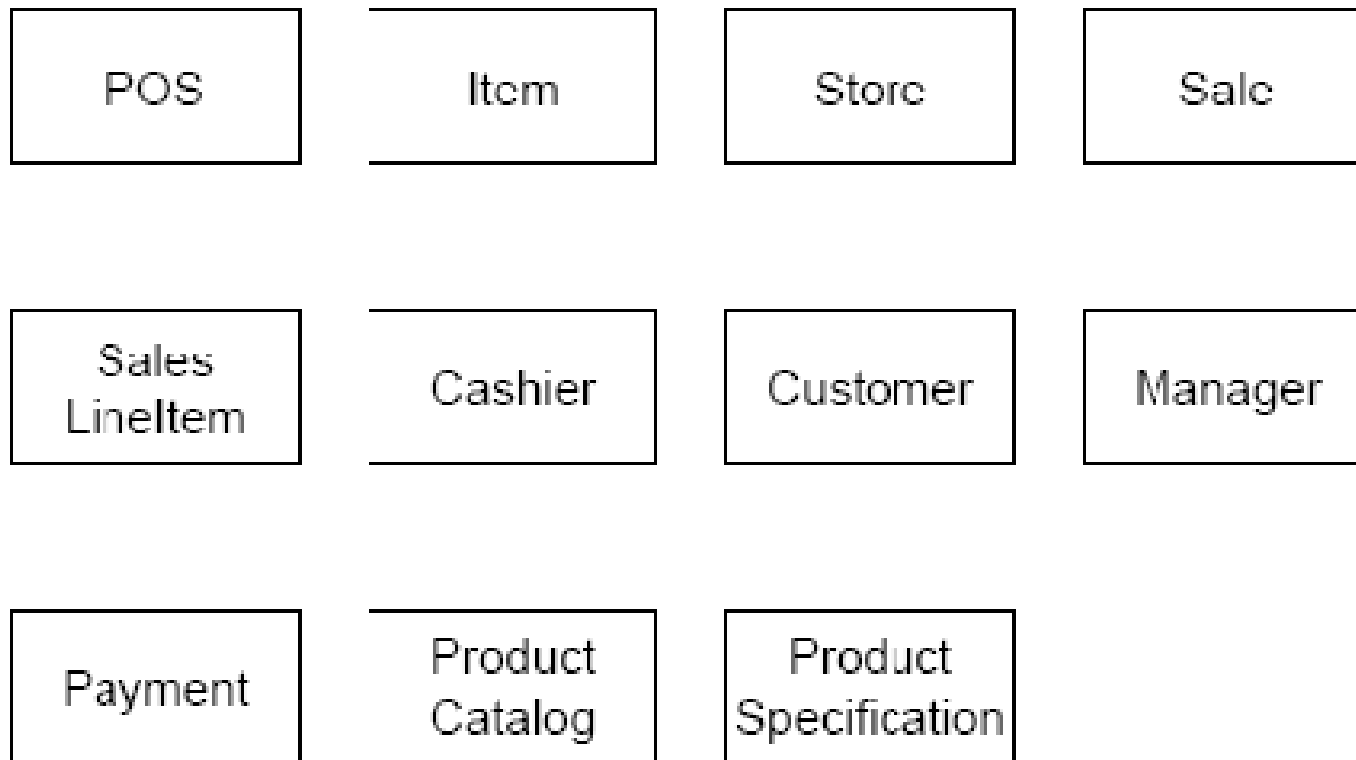 POS
Item
Store
Sale
Sales
LineItem
Cashier
Customer
Manager
Payment
Product
Catalog
Product
Specification